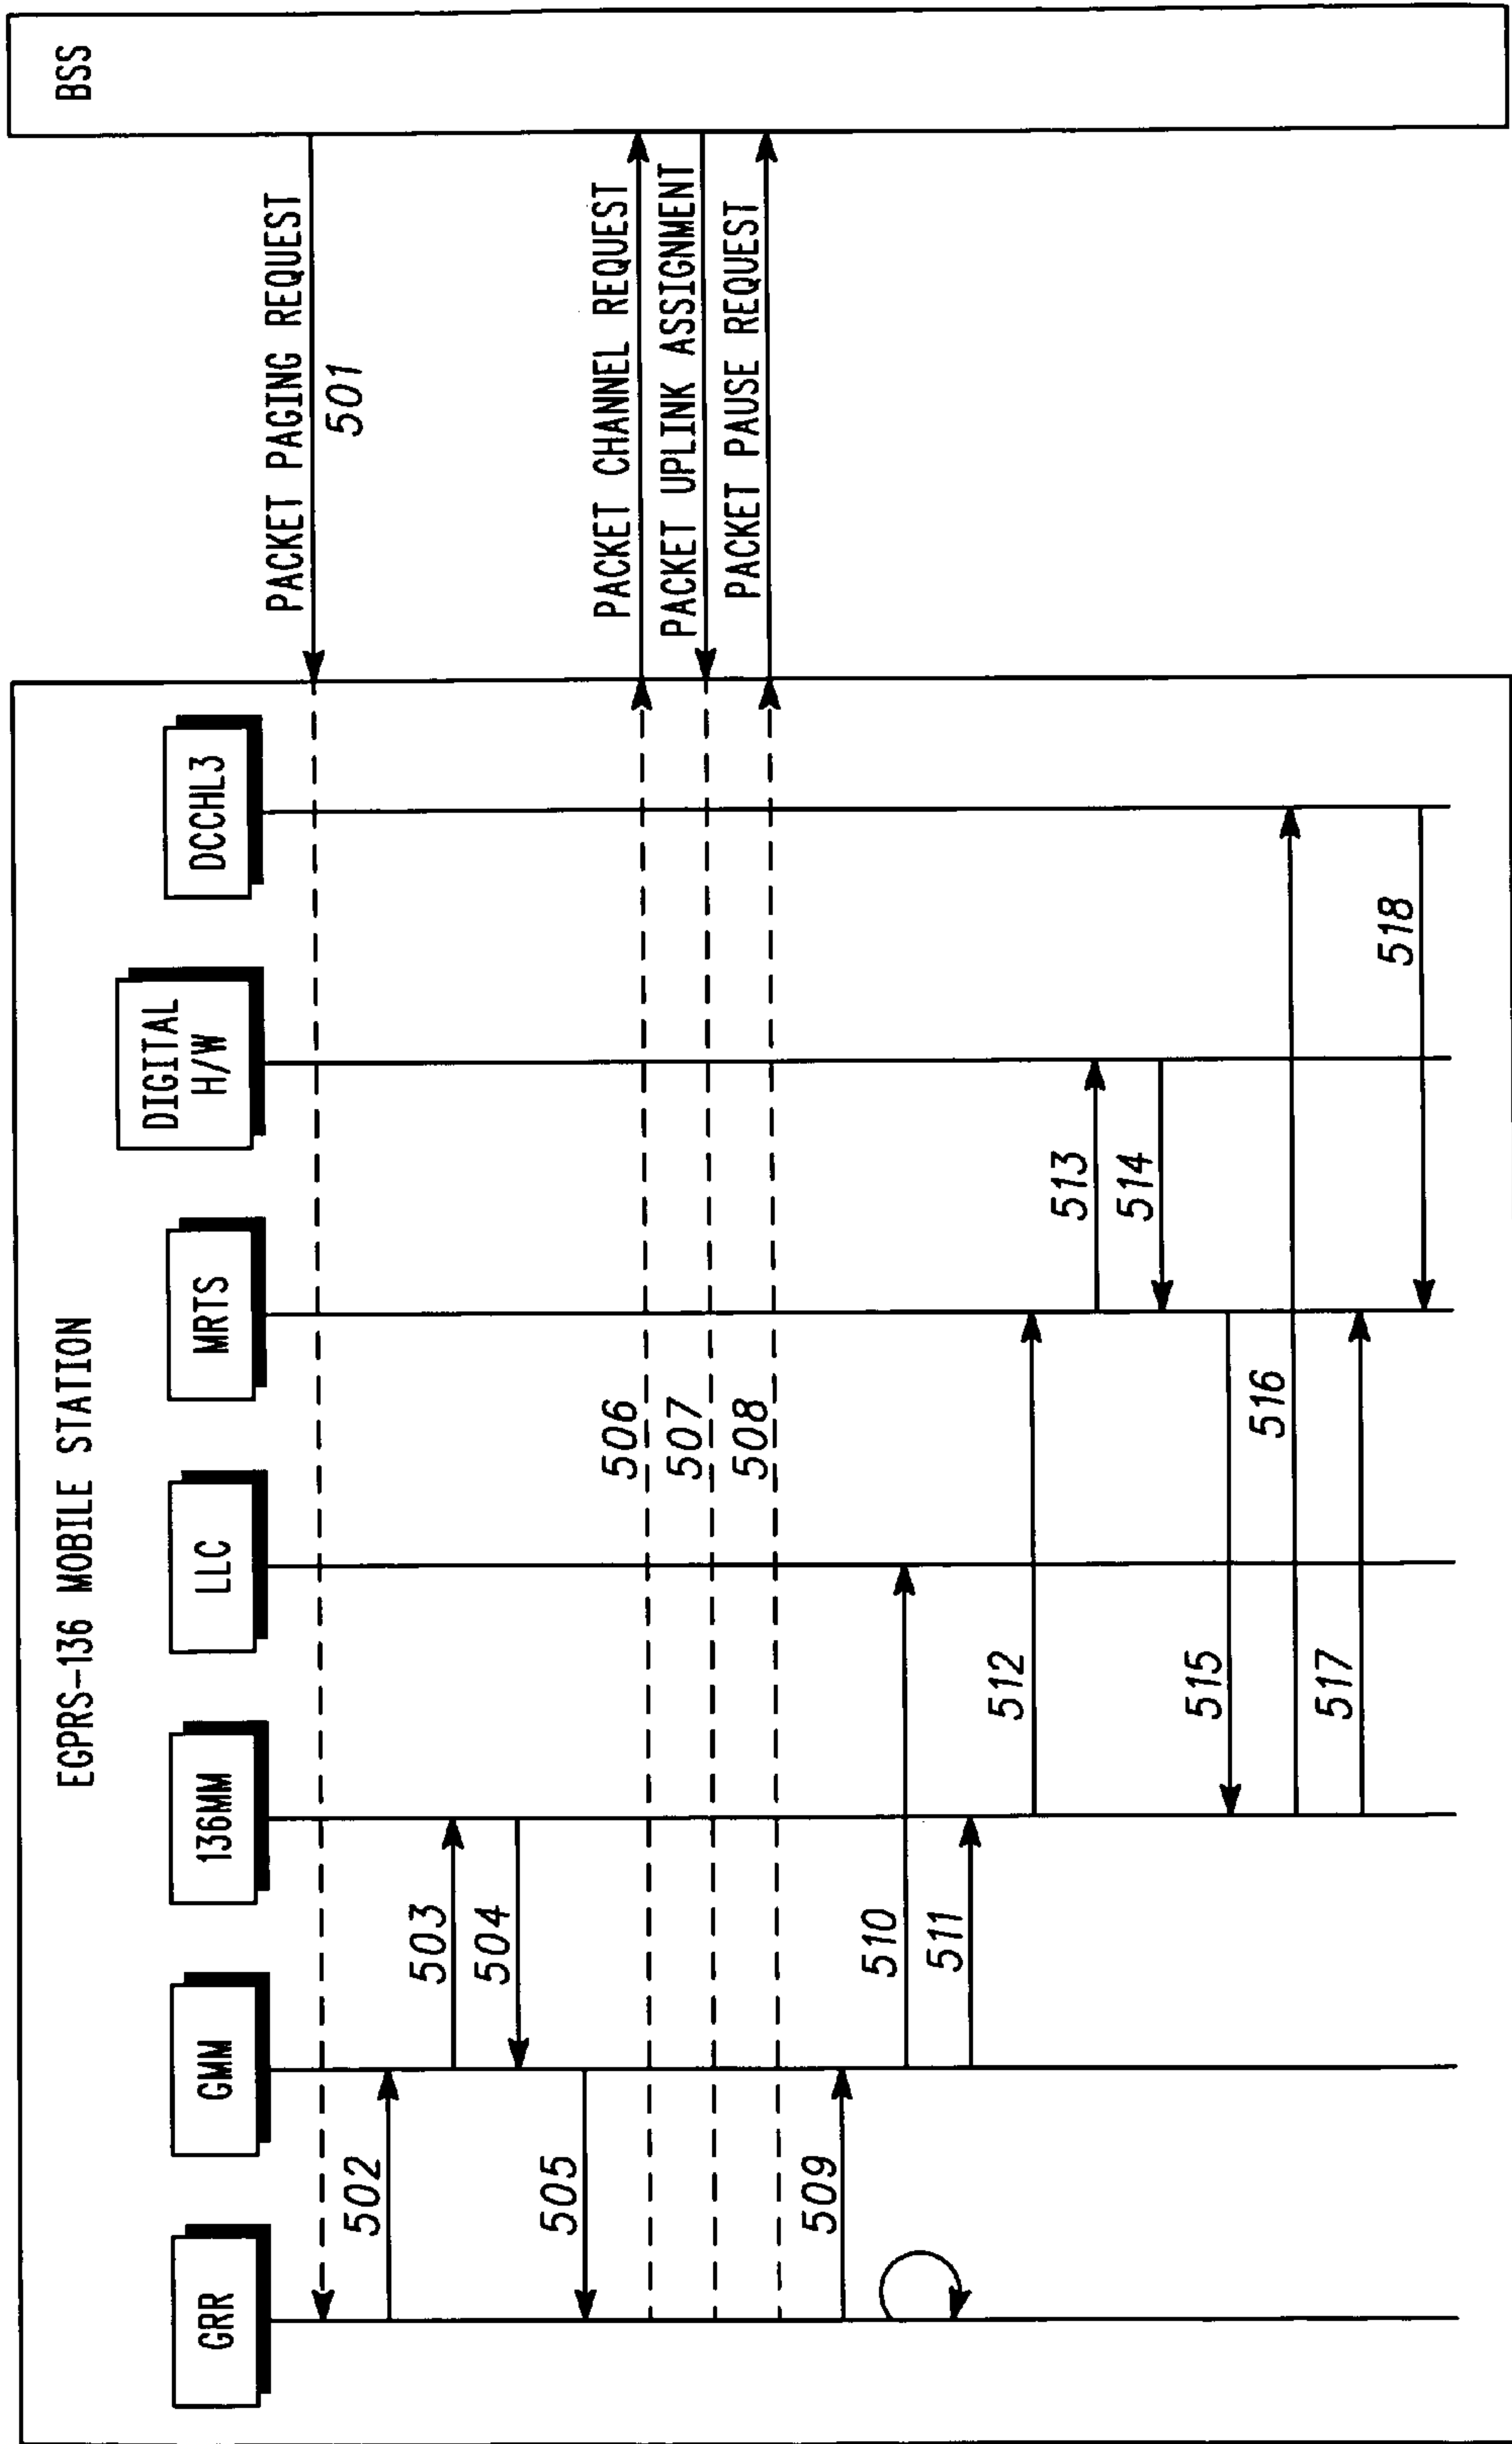 EGPRS-136 MOBILE STATION
BSS
GRR
GMM
136MM
LLC
MRTS
DIGITAL
H/W
DCCHL3
PACKET PAGING REQUEST
501
502
503
504
505
506
PACKET CHANNEL REQUEST
507
PACKET UPLINK ASSIGNMENT
508
PACKET PAUSE REQUEST
509
510
511
512
513
514
515
516
517
518